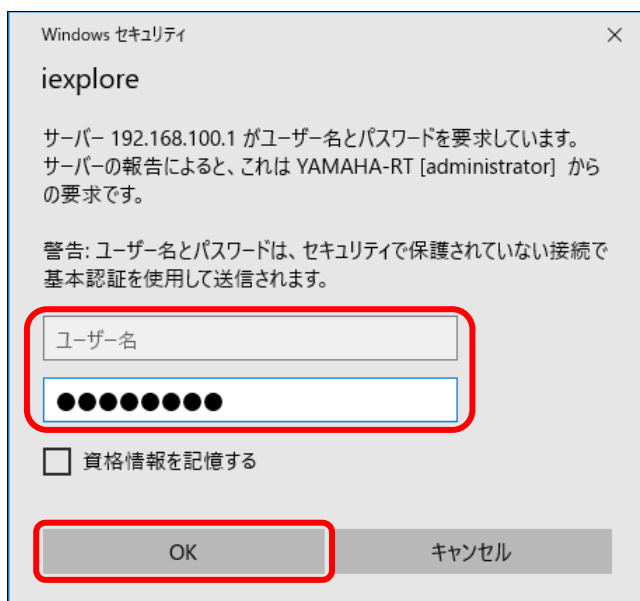 Windows セキュリティ
iexplore
サーバー 192.168.100.1 がユーザー名とパスワードを要求しています。
サーバーの報告によると、これは YAMAHA-RT [administrator] から
の要求です。
警告: ユーザー名とパスワードは、セキュリティで保護されていない接続で
基本認証を使用して送信されます。
ユーザー名
●●●●●●●●
資格情報を記憶する
OK
キャンセル